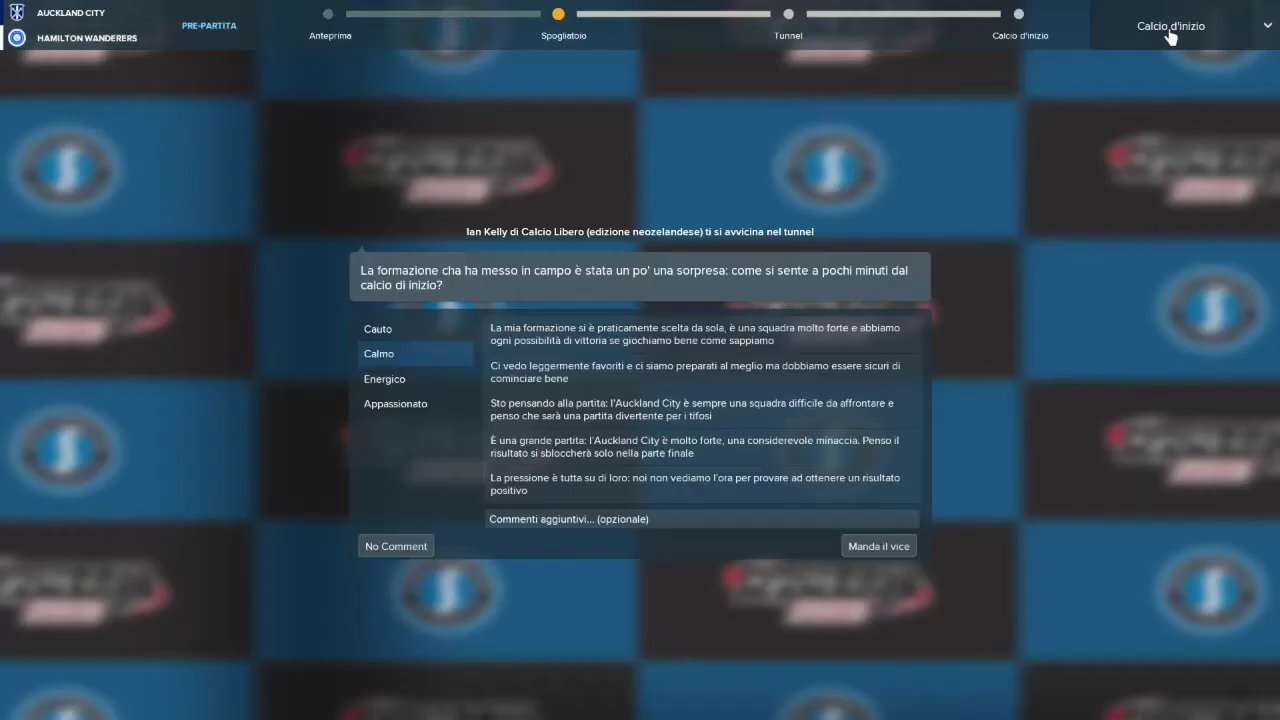 AUCKLAND CITY
HAMILTON WANDERERS
PRE-PARTITA
Anteprima
Spogliatoio
Tunnel
Calcio d'inizio
Calcio d'inizio
Ian Kelly di Calcio Libero (edizione neozelandese) ti si avvicina nel tunnel
La formazione cha ha messo in campo è stata un po' una sorpresa: come si sente a pochi minuti dal
calcio di inizio?
Cauto
Calmo
Energico
Appassionato
La mia formazione si è praticamente scelta da sola, è una squadra molto forte e abbiamo
ogni possibilità di vittoria se giochiamo bene come sappiamo
Ci vedo leggermente favoriti e ci siamo preparati al meglio ma dobbiamo essere sicuri di
cominciare bene
Sto pensando alla partita: l'Auckland City è sempre una squadra difficile da affrontare e
penso che sarà una partita divertente per i tifosi
È una grande partita: l'Auckland City è molto forte, una considerevole minaccia. Penso il
risultato si sbloccherà solo nella parte finale
La pressione è tutta su di loro: noi non vediamo l'ora per provare ad ottenere un risultato
positivo
Commenti aggiuntivi... (opzionale)
No Comment
Manda il vice